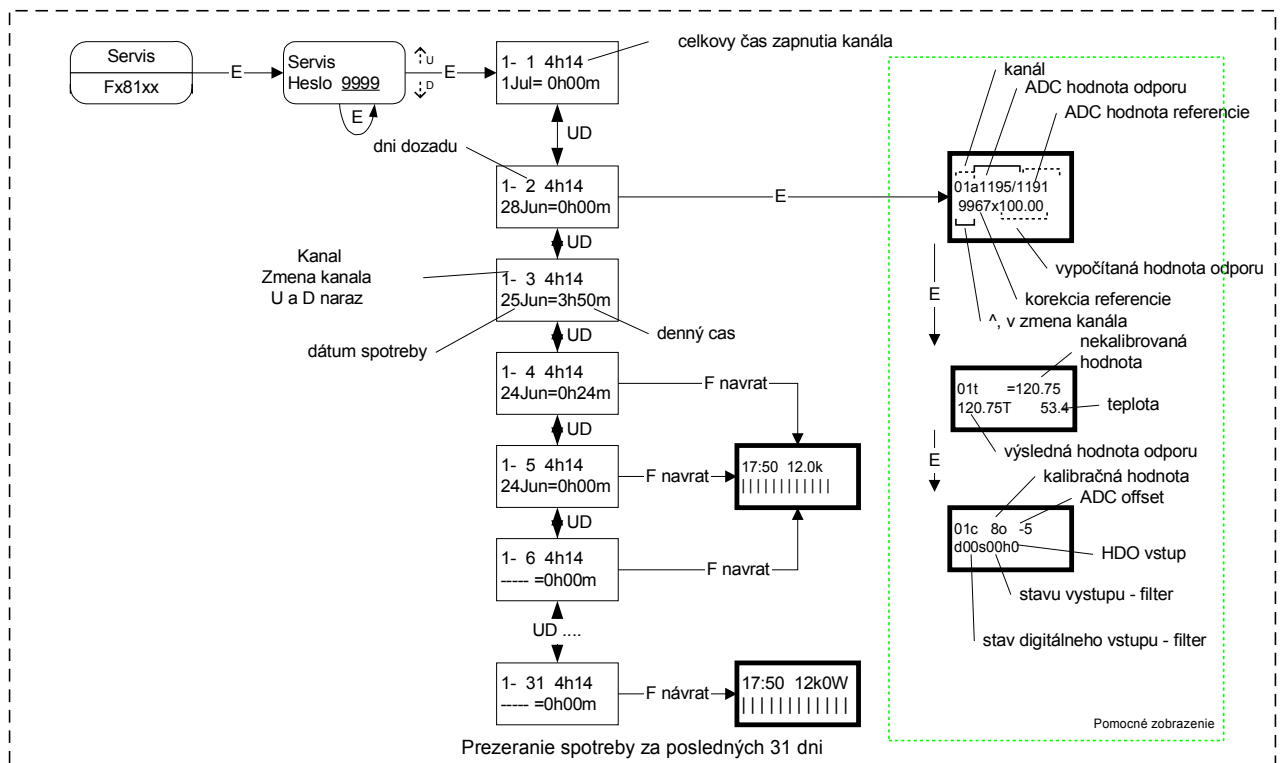 Servis
Fx81xx
E
Servis
Heslo 9999
E
U
D
E
1- 1 4h14
1Jul= 0h00m
celkovy čas zapnutia kanála
UD
dni dozadu
1- 2 4h14
28Jun=0h00m
E
UD
Kanal
Zmena kanala
U a D naraz
1- 3 4h14
25Jun=3h50m
dátum spotreby
denný cas
UD
1- 4 4h14
24Jun=0h24m
F navrat
UD
1- 5 4h14
24Jun=0h00m
F navrat
17:50 12.0k
||||||||||||
UD
1- 6 4h14
----- =0h00m
F navrat
UD ....
1- 31 4h14
----- =0h00m
F návrat
17:50 12k0W
||||||||||||
Prezeranie spotreby za posledných 31 dni
kanál
ADC hodnota odporu
ADC hodnota referencie
01a1195/1191
9967x100.00
vypočítaná hodnota odporu
korekcia referencie
^, v zmena kanála
E
nekalibrovaná
hodnota
01t =120.75
120.75T 53.4
teplota
výsledná hodnota odporu
E
kalibračná hodnota
ADC offset
01c 8o -5
d00s00h0
HDO vstup
stavu vystupu - filter
stav digitálneho vstupu - filter
Pomocné zobrazenie